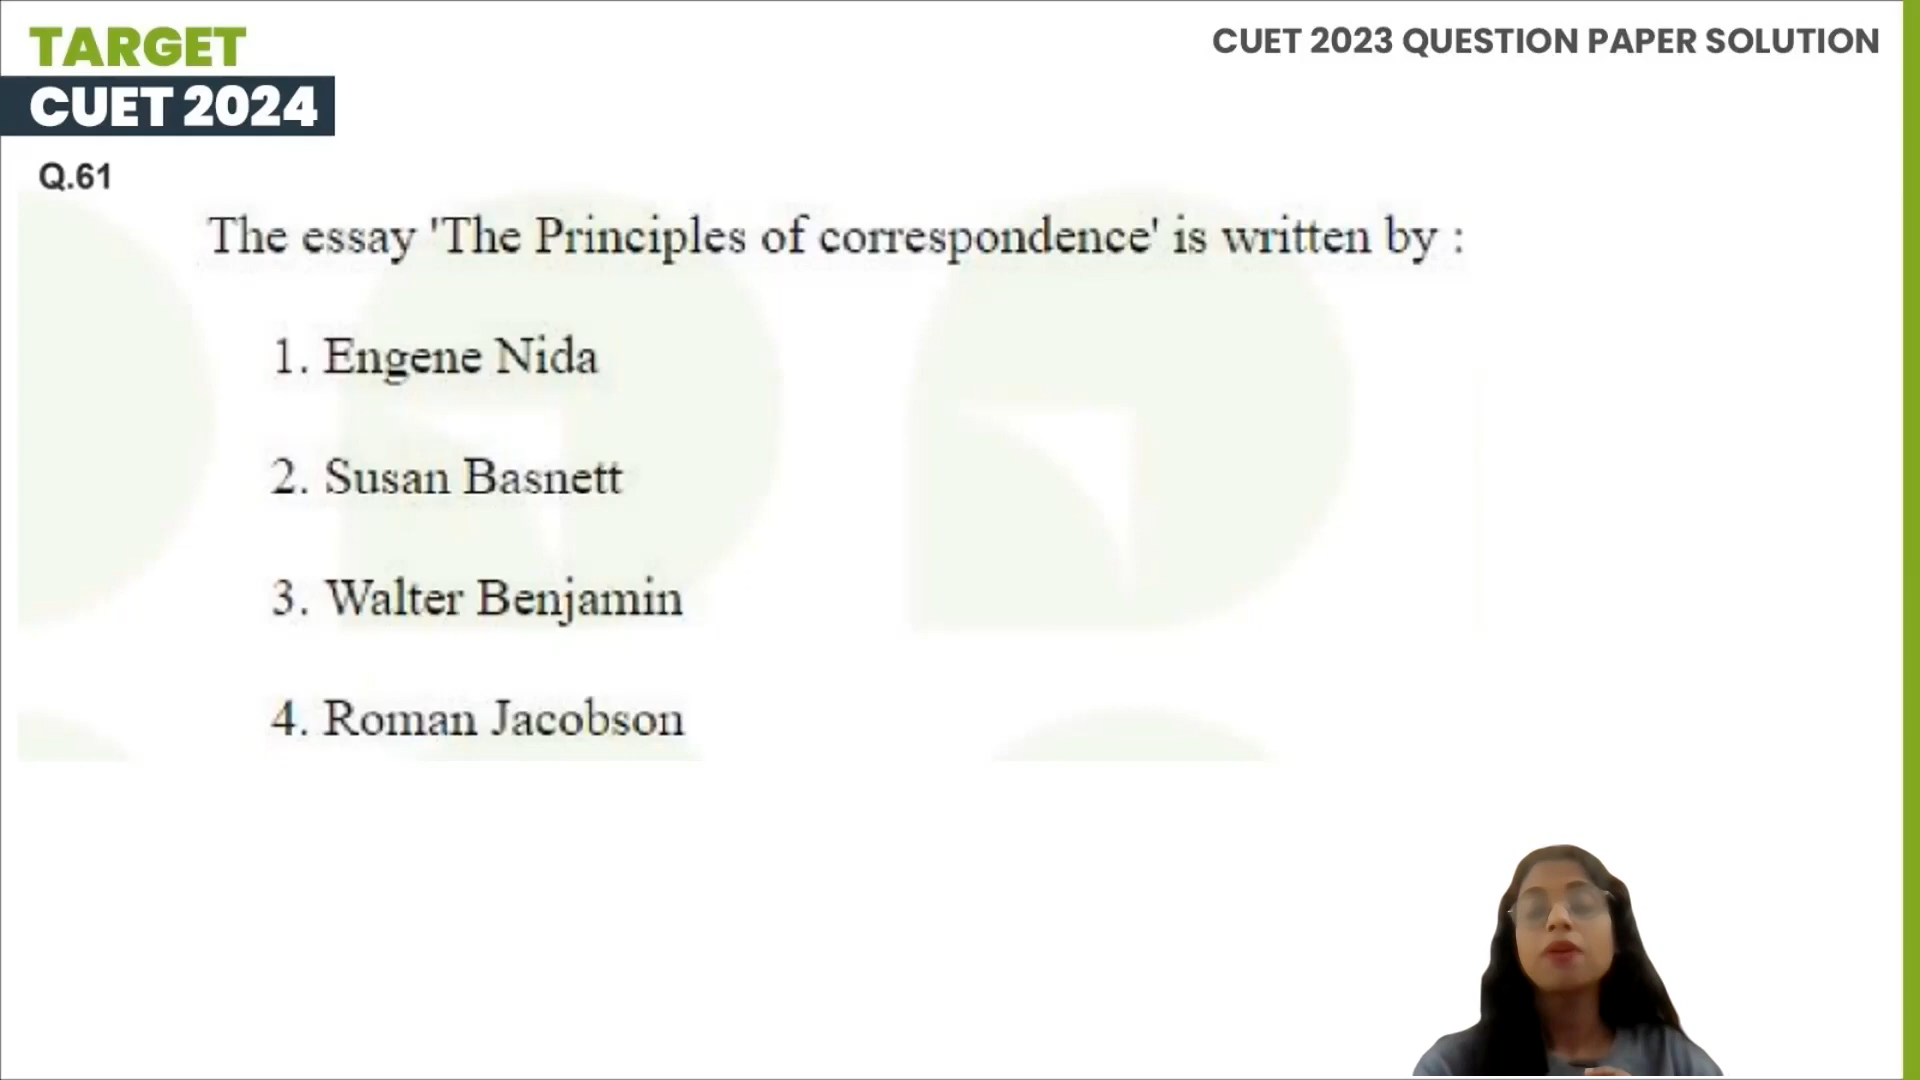 TARGET
CUET 2023 QUESTION PAPER SOLUTION
CUET 2024
Q.61
The essay 'The Principles of correspondence' is written by :
1. Engene Nida
2. Susan Basnett
3. Walter Benjamin
4. Roman Jacobson